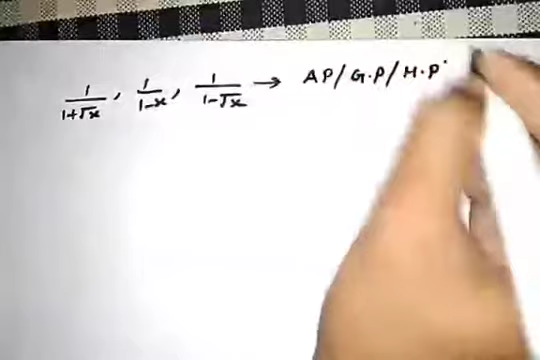 1/(1+√x) , 1/(1-x) , 1/(1-√x) → AP/G.P/H.P